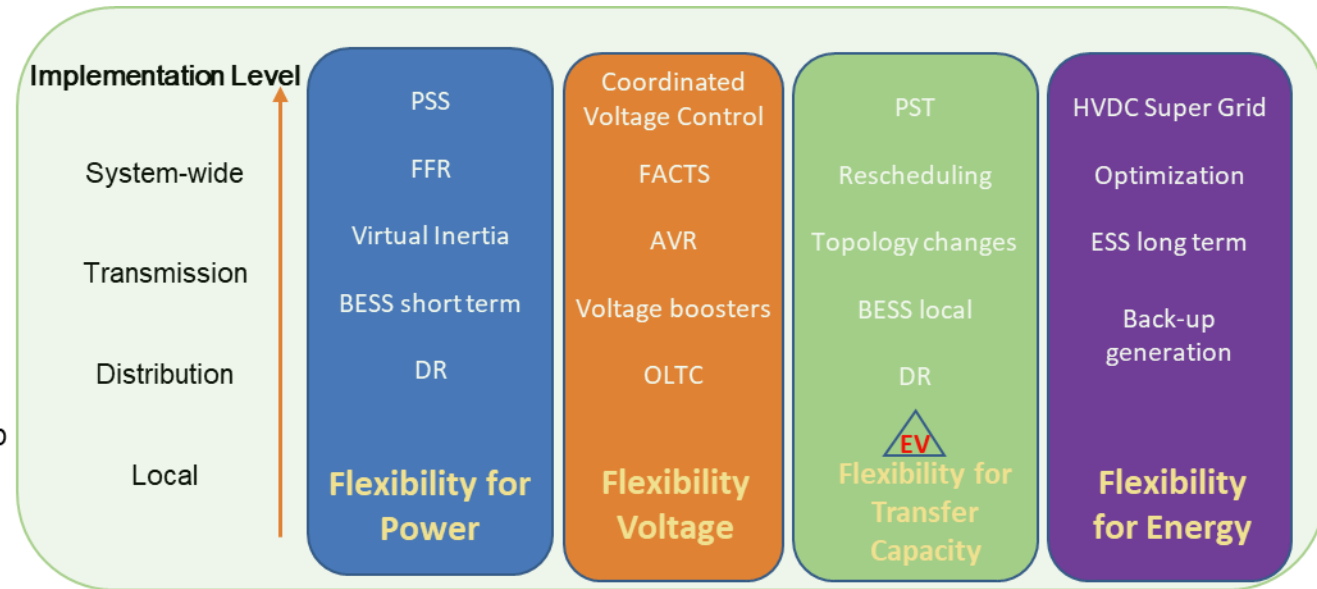 Implementation Level
System-wide
Transmission
Distribution
Local
PSS
FFR
Virtual Inertia
BESS short term
DR
Flexibility for
Power
Coordinated
Voltage Control
FACTS
AVR
Voltage boosters
OLTC
Flexibility
Voltage
PST
Rescheduling
Topology changes
BESS local
DR
EV
Flexibility for
Transfer
Capacity
HVDC Super Grid
Optimization
ESS long term
Back-up
generation
Flexibility
for Energy